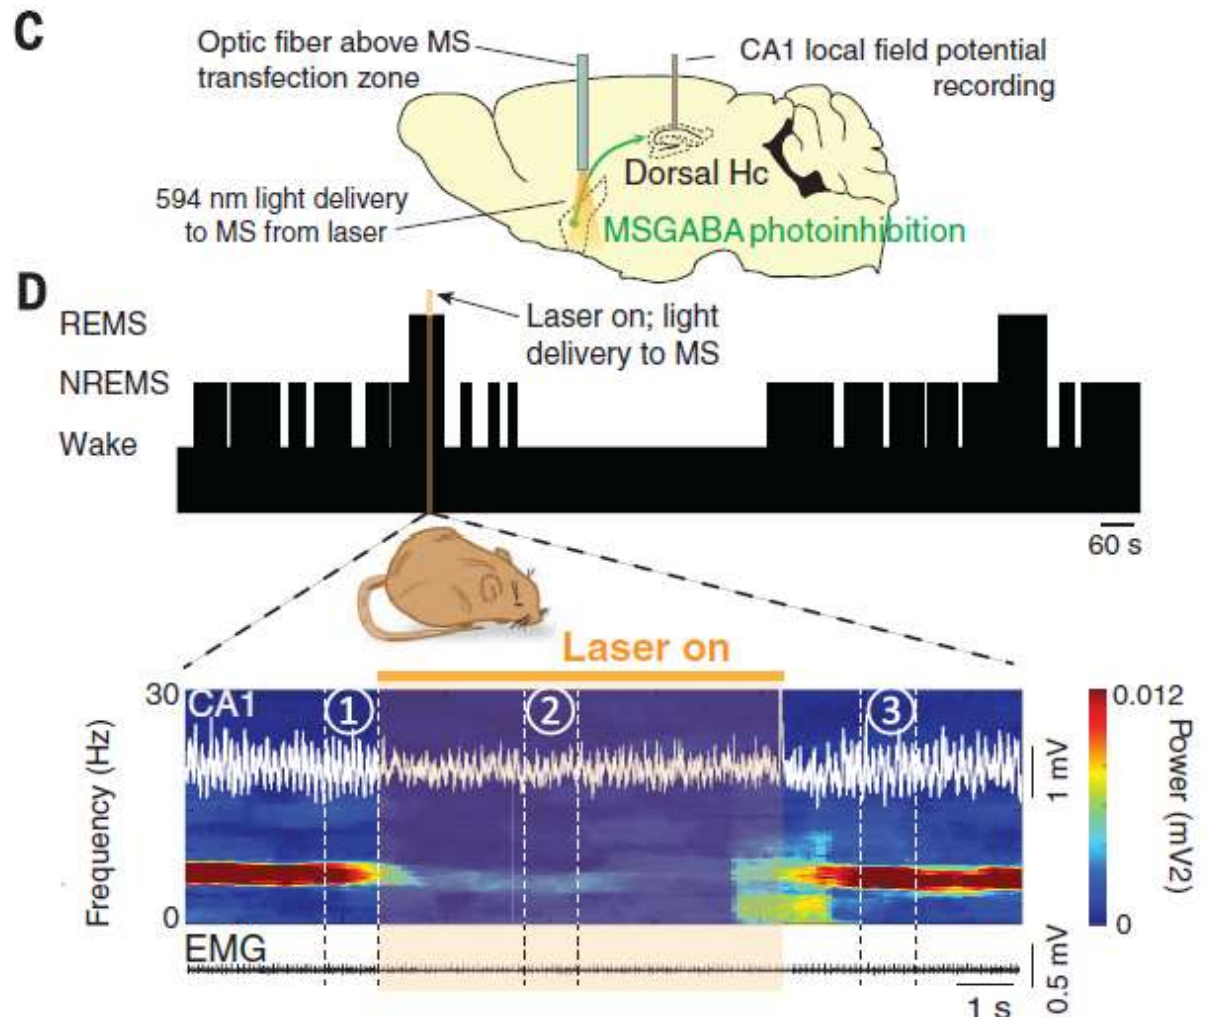 C
Optic fiber above MS
transfection zone
CA1 local field potential
recording
594 nm light delivery
to MS from laser
Dorsal Hc
MSGABA photoinhibition
D
REMS
NREMS
Wake
Laser on; light
delivery to MS
60 s
Laser on
30
CA1
1
2
3
0.012
Frequency (Hz)
1 mV
Power (mV2)
0
0
EMG
0.5 mV
1 s